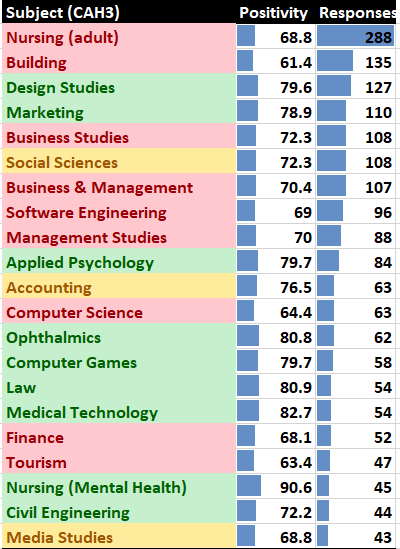 Subject (CAH3) Positivity Responses
Nursing (adult) 68.8 288
Building 61.4 135
Design Studies 79.6 127
Marketing 78.9 110
Business Studies 72.3 108
Social Sciences 72.3 108
Business & Management 70.4 107
Software Engineering 69 96
Management Studies 70 88
Applied Psychology 79.7 84
Accounting 76.5 63
Computer Science 64.4 63
Ophthalmics 80.8 62
Computer Games 79.7 58
Law 80.9 54
Medical Technology 82.7 54
Finance 68.1 52
Tourism 63.4 47
Nursing (Mental Health) 90.6 45
Civil Engineering 72.2 44
Media Studies 68.8 43